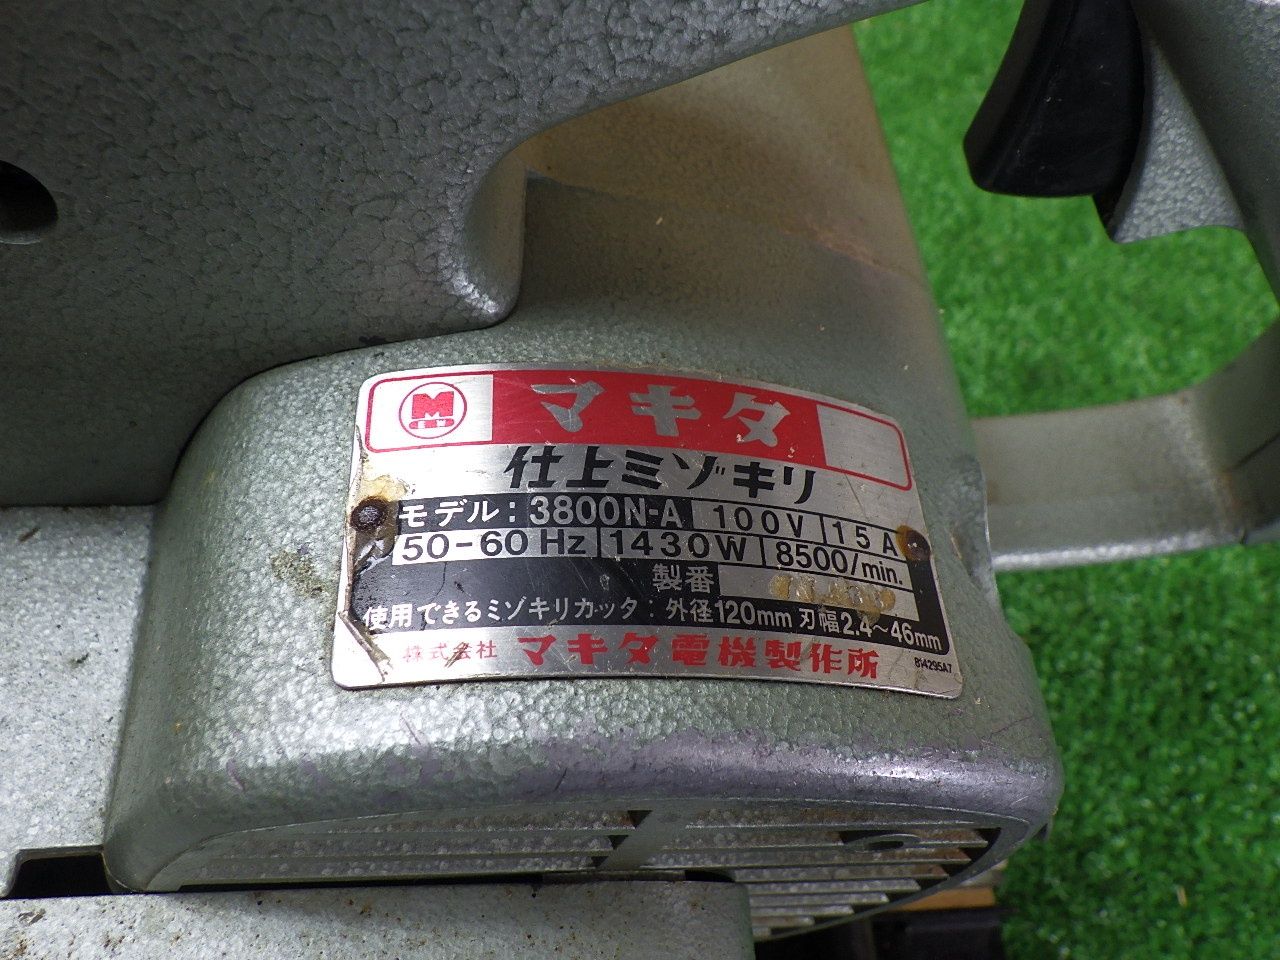 M
マキタ
仕上ミゾキリ
モデル: 3800N-A 100V 15A
50-60Hz 1430W 8500/min.
製番
使用できるミゾキリカッタ: 外径120mm 刃幅2.4~46mm
株式会社 マキタ電機製作所 814295A7